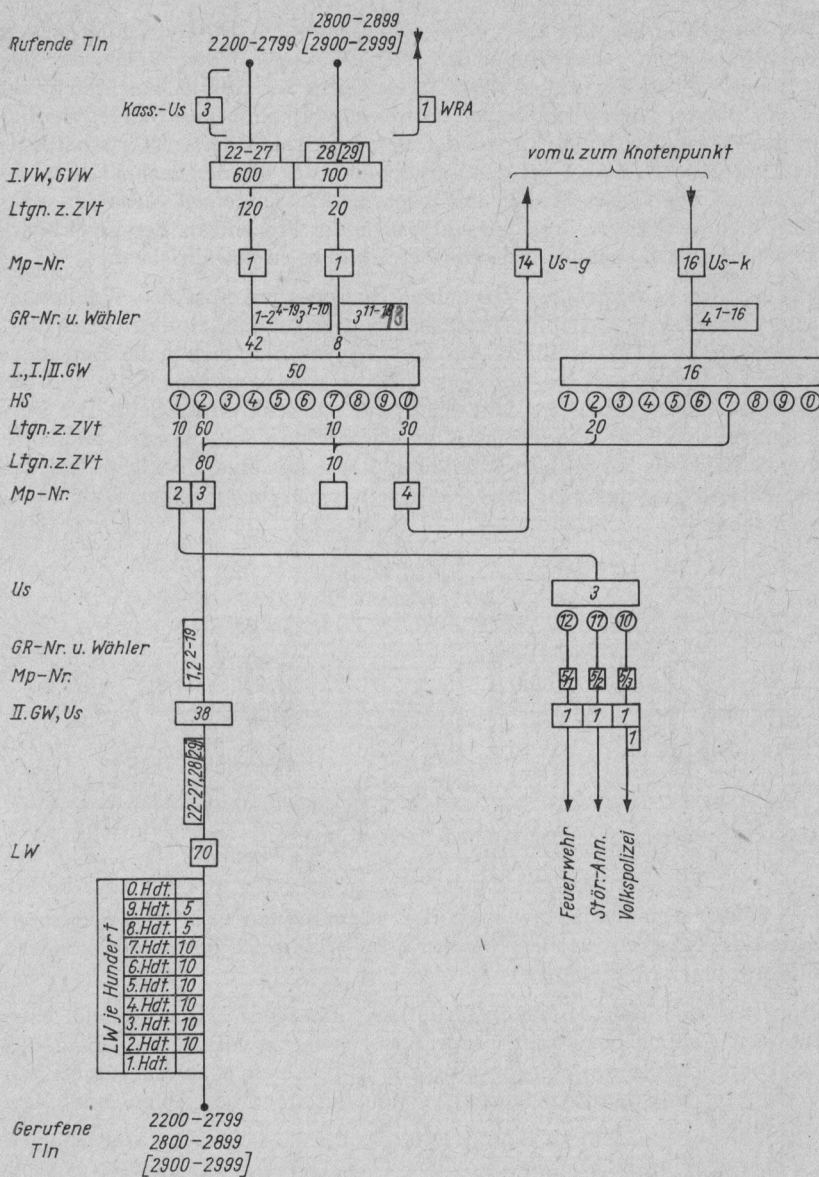 2800-2899
Rufende Tln 2200-2799 [2900-2999]
Kass.-Us 3 1 WRA
22-27 28[29] vom u. zum Knotenpunkt
I.VW, GVW 600 100
Ltgn. z. ZVt 120 20
Mp-Nr. 1 1 14 Us-g 16 Us-k
GR-Nr. u. Wähler 1-2 4-19 3 1-10 3 11-18 4 1-16
42 8
I.,I./II.GW 50 16
HS 1 2 3 4 5 6 7 8 9 0 1 2 3 4 5 6 7 8 9 0
Ltgn. z. ZVt 10 60 10 30 20
Ltgn. z. ZVt 80 10
Mp-Nr. 2 3 4
Us 3
12 11 10
GR-Nr. u. Wähler 1,2 2-19
Mp-Nr. 5/1 5/2 5/3
II.GW, Us 38 1 1 1
1
22-27,28[29]
LW 70
Feuerwehr
Stör.-Ann.
Volkspolizei
LW je Hundert
0.Hdt.
9.Hdt. 5
8.Hdt. 5
7.Hdt. 10
6.Hdt. 10
5.Hdt. 10
4.Hdt. 10
3.Hdt. 10
2.Hdt. 10
1.Hdt.
Gerufene 2200-2799
Tln 2800-2899
[2900-2999]